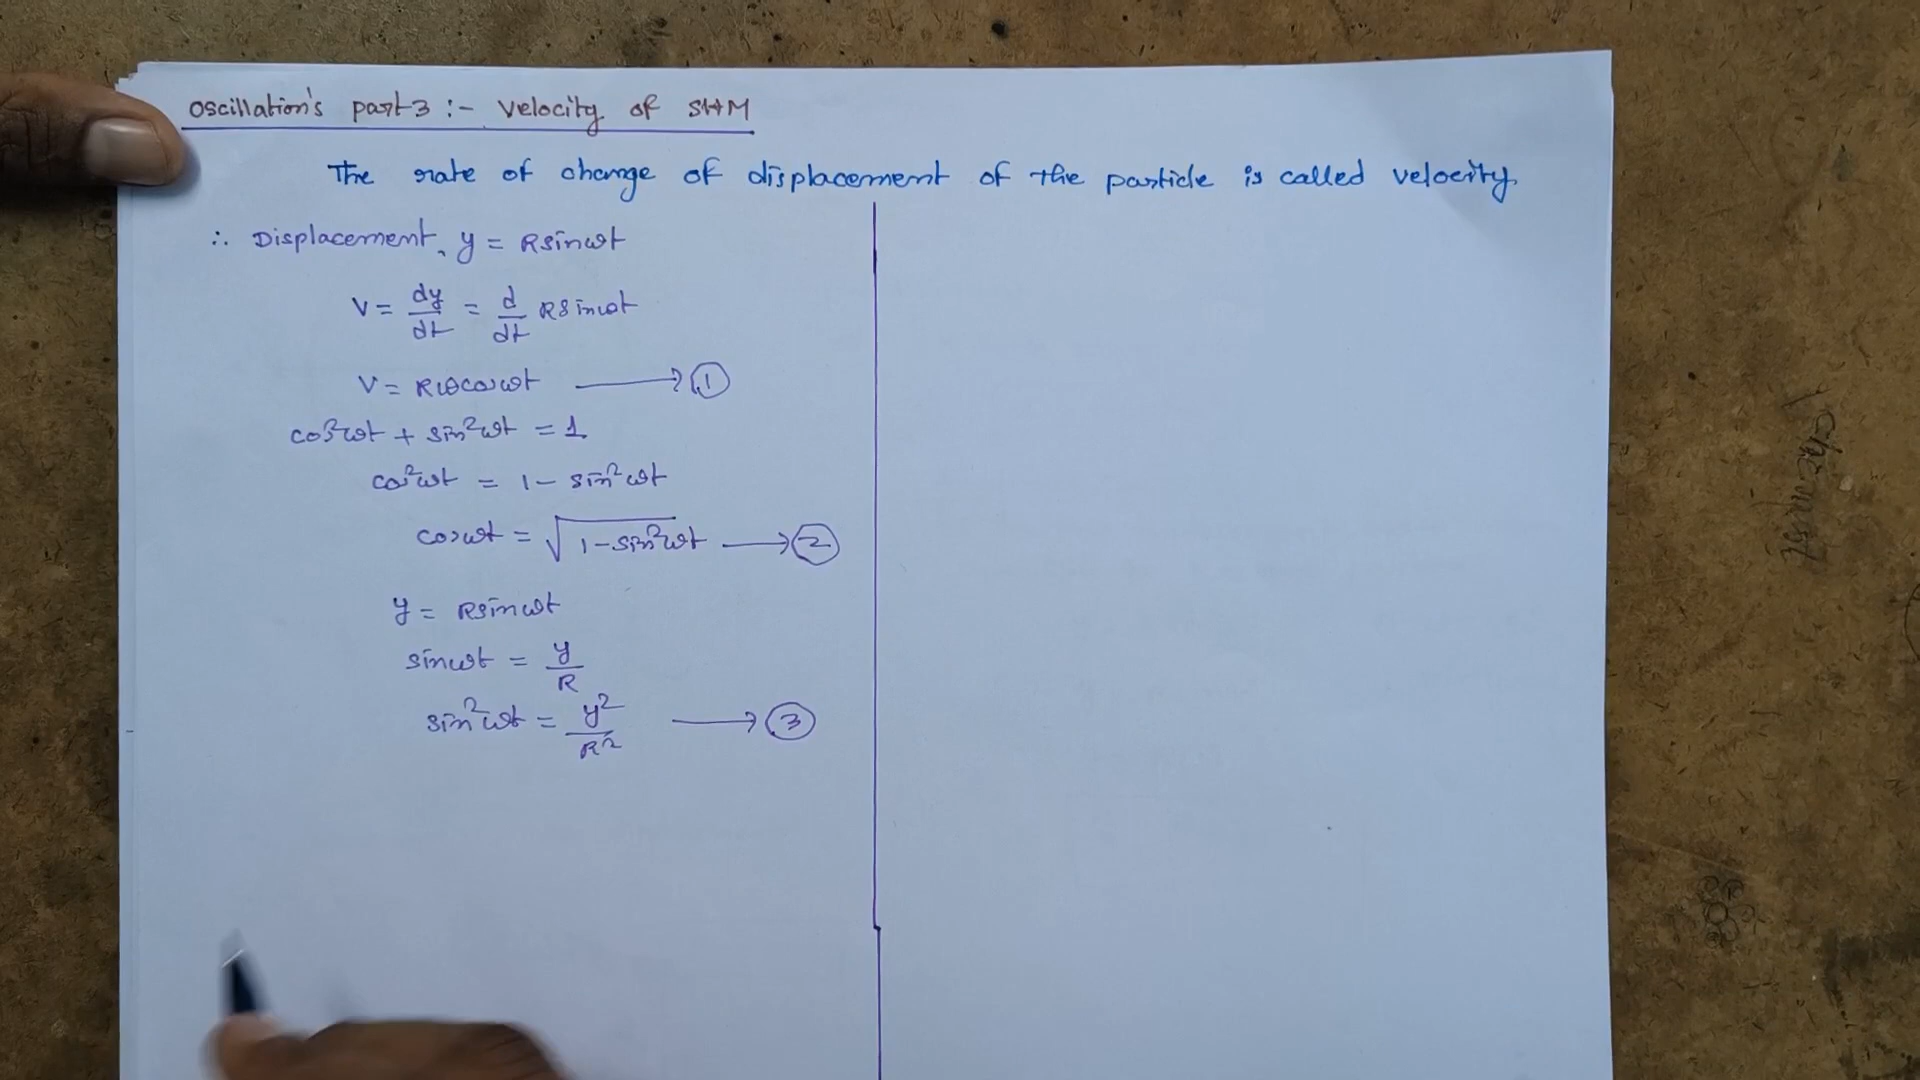 Oscillation's part 3 :- Velocity of SHM
The rate of change of displacement of the particle is called velocity.
∴ Displacement, y = Rsinωt
V = dy/dt = d/dt Rsinωt
V = Rωcosωt ⟶ ①
cos²ωt + sin²ωt = 1
cos²ωt = 1 - sin²ωt
cosωt = √(1-sin²ωt) ⟶ ②
y = Rsinωt
sinωt = y/R
sin²ωt = y²/R² ⟶ ③